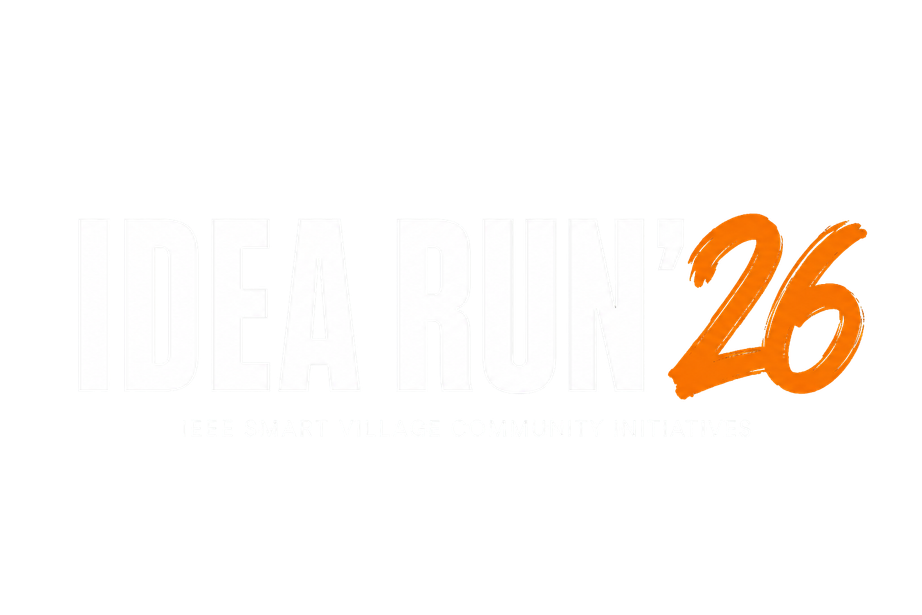 IDEA RUN'26
IEEE SMART VILLAGE COMMUNITY INITIATIVES